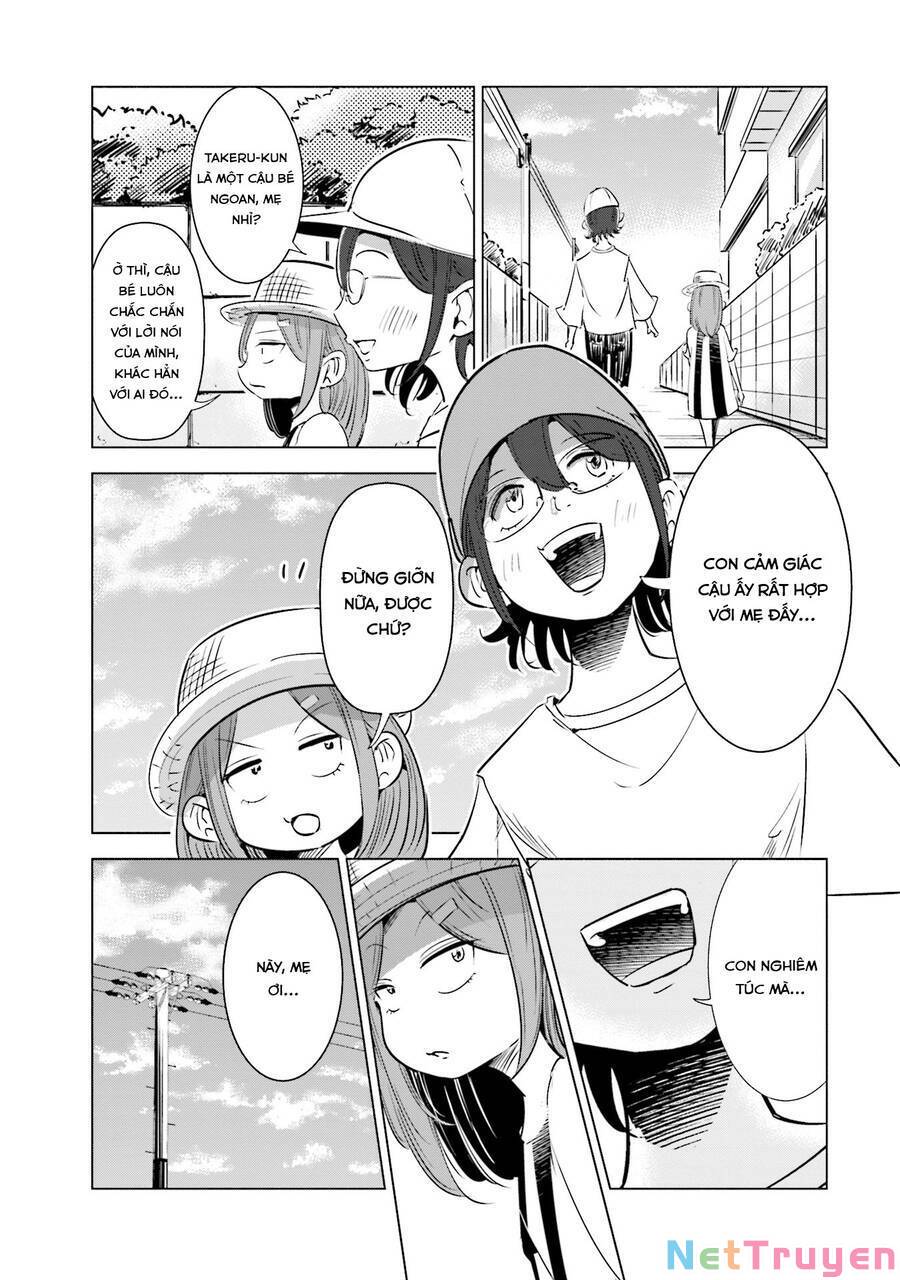 TAKERU-KUN
LÀ MỘT CẬU BÉ
NGOAN, MẸ
NHỈ?
Ờ THÌ, CẬU
BÉ LUÔN
CHẮC CHẮN
VỚI LỜI NÓI
CỦA MÌNH,
KHÁC HẲN
VỚI AI ĐÓ...
CON CẢM GIÁC
CẬU ẤY RẤT HỢP
VỚI MẸ ĐẤY...
ĐỪNG GIỠN
NỮA, ĐƯỢC
CHỨ?
CON NGHIÊM
TÚC MÀ...
NÀY, MẸ
ƠI...
NetTruyen